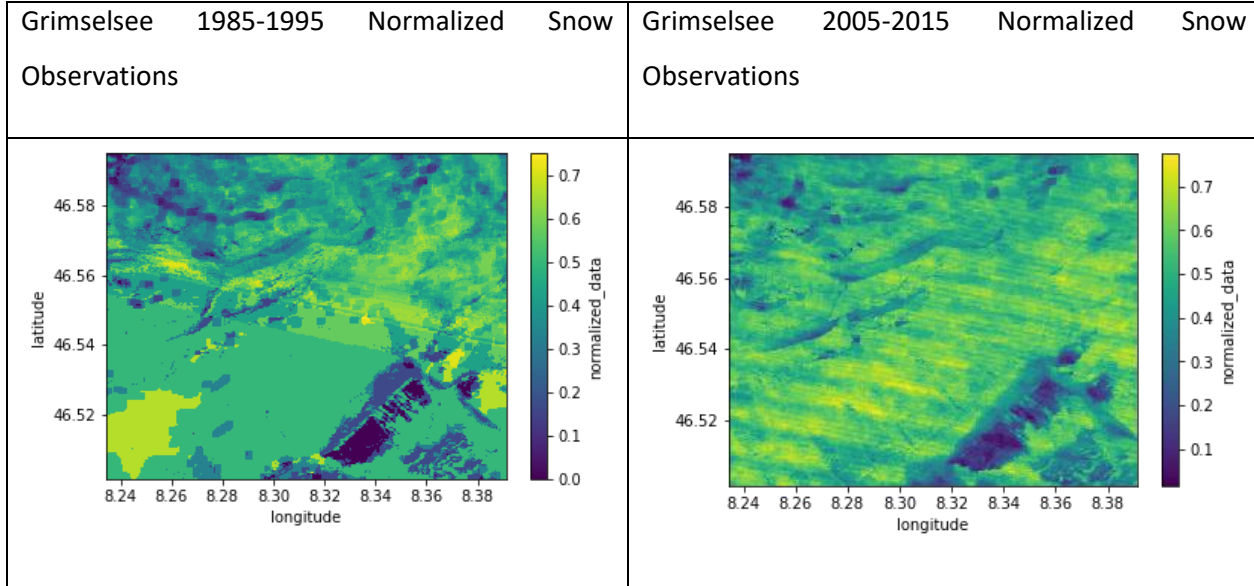 Grimselsee 1985-1995 Normalized Snow
Observations
Grimselsee 2005-2015 Normalized Snow
Observations
46.58
46.56
46.54
46.52
latitude
8.24 8.26 8.28 8.30 8.32 8.34 8.36 8.38
longitude
0.7
0.6
0.5
0.4
0.3
0.2
0.1
0.0
normalized_data
46.58
46.56
46.54
46.52
latitude
8.24 8.26 8.28 8.30 8.32 8.34 8.36 8.38
longitude
0.7
0.6
0.5
0.4
0.3
0.2
0.1
normalized_data